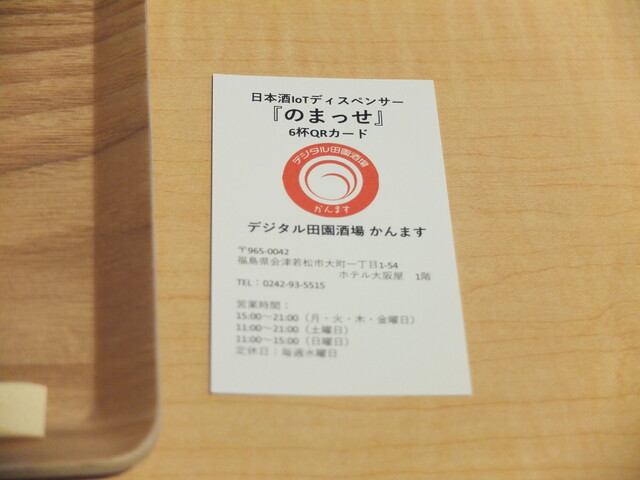 日本酒IoTディスペンサー
『のまっせ』
6杯QRカード
デジタル田園酒場
かんます
デジタル田園酒場 かんます
〒965-0042
福島県会津若松市大町一丁目1-54
ホテル大阪屋 1階
TEL：0242-93-5515
営業時間：
15:00～21:00（月・火・木・金曜日）
11:00～21:00（土曜日）
11:00～15:00（日曜日）
定休日：毎週水曜日